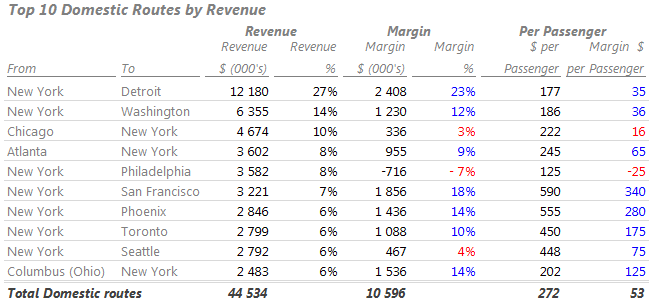 Top 10 Domestic Routes by Revenue
Revenue Margin Per Passenger
Revenue Revenue Margin Margin $ per Margin $
From To $ (000's) % $ (000's) % Passenger per Passenger
New York Detroit 12 180 27% 2 408 23% 177 35
New York Washington 6 355 14% 1 230 12% 186 36
Chicago New York 4 674 10% 336 3% 222 16
Atlanta New York 3 602 8% 955 9% 245 65
New York Philadelphia 3 582 8% -716 - 7% 125 -25
New York San Francisco 3 221 7% 1 856 18% 590 340
New York Phoenix 2 846 6% 1 436 14% 555 280
New York Toronto 2 799 6% 1 088 10% 450 175
New York Seattle 2 792 6% 467 4% 448 75
Columbus (Ohio) New York 2 483 6% 1 536 14% 202 125
Total Domestic routes 44 534 10 596 272 53